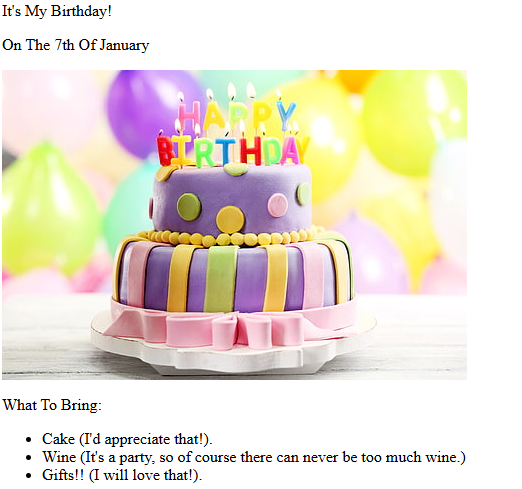 It's My Birthday!
On The 7th Of January
HAPPY
BIRTHDAY
What To Bring:
• Cake (I'd appreciate that!).
• Wine (It's a party, so of course there can never be too much wine.)
• Gifts!! (I will love that!).